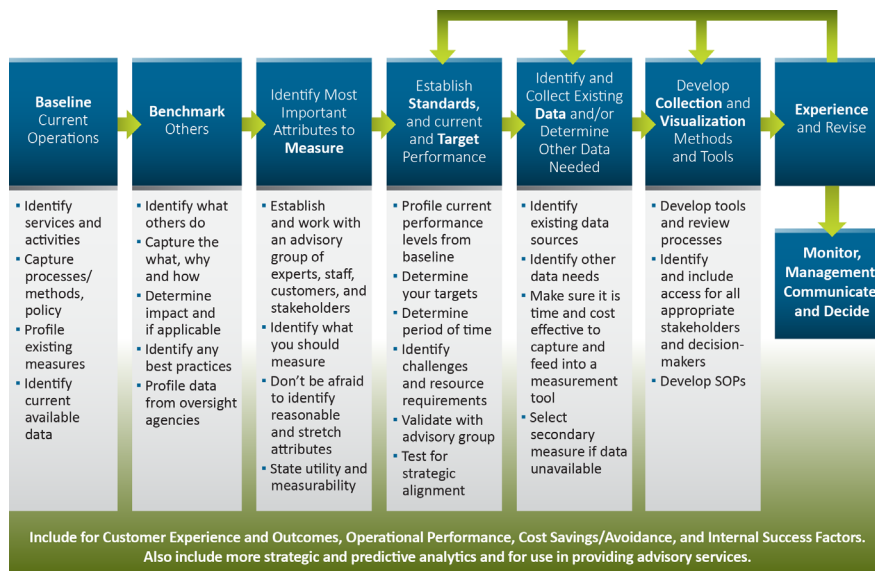 Baseline
Current
Operations
Benchmark
Others
Identify Most
Important
Attributes to
Measure
Establish
Standards,
and current
and Target
Performance
Identify and
Collect Existing
Data and/or
Determine
Other Data
Needed
Develop
Collection and
Visualization
Methods
and Tools
Experience
and Revise
▪ Identify
services and
activities
▪ Capture
processes/
methods,
policy
▪ Profile
existing
measures
▪ Identify
current
available
data
▪ Identify what
others do
▪ Capture the
what, why
and how
▪ Determine
impact and
if applicable
▪ Identify any
best practices
▪ Profile data
from oversight
agencies
▪ Establish
and work with
an advisory
group of
experts, staff,
customers, and
stakeholders
▪ Identify what
you should
measure
▪ Don't be afraid
to identify
reasonable
and stretch
attributes
▪ State utility and
measurability
▪ Profile current
performance
levels from
baseline
▪ Determine
your targets
▪ Determine
period of time
▪ Identify
challenges
and resource
requirements
▪ Validate with
advisory group
▪ Test for
strategic
alignment
▪ Identify
existing data
sources
▪ Identify other
data needs
▪ Make sure it is
time and cost
effective to
capture and
feed into a
measurement
tool
▪ Select
secondary
measure if data
unavailable
▪ Develop tools
and review
processes
▪ Identify
and include
access for all
appropriate
stakeholders
and decision-
makers
▪ Develop SOPs
Monitor,
Management
Communicate
and Decide
Include for Customer Experience and Outcomes, Operational Performance, Cost Savings/Avoidance, and Internal Success Factors.
Also include more strategic and predictive analytics and for use in providing advisory services.